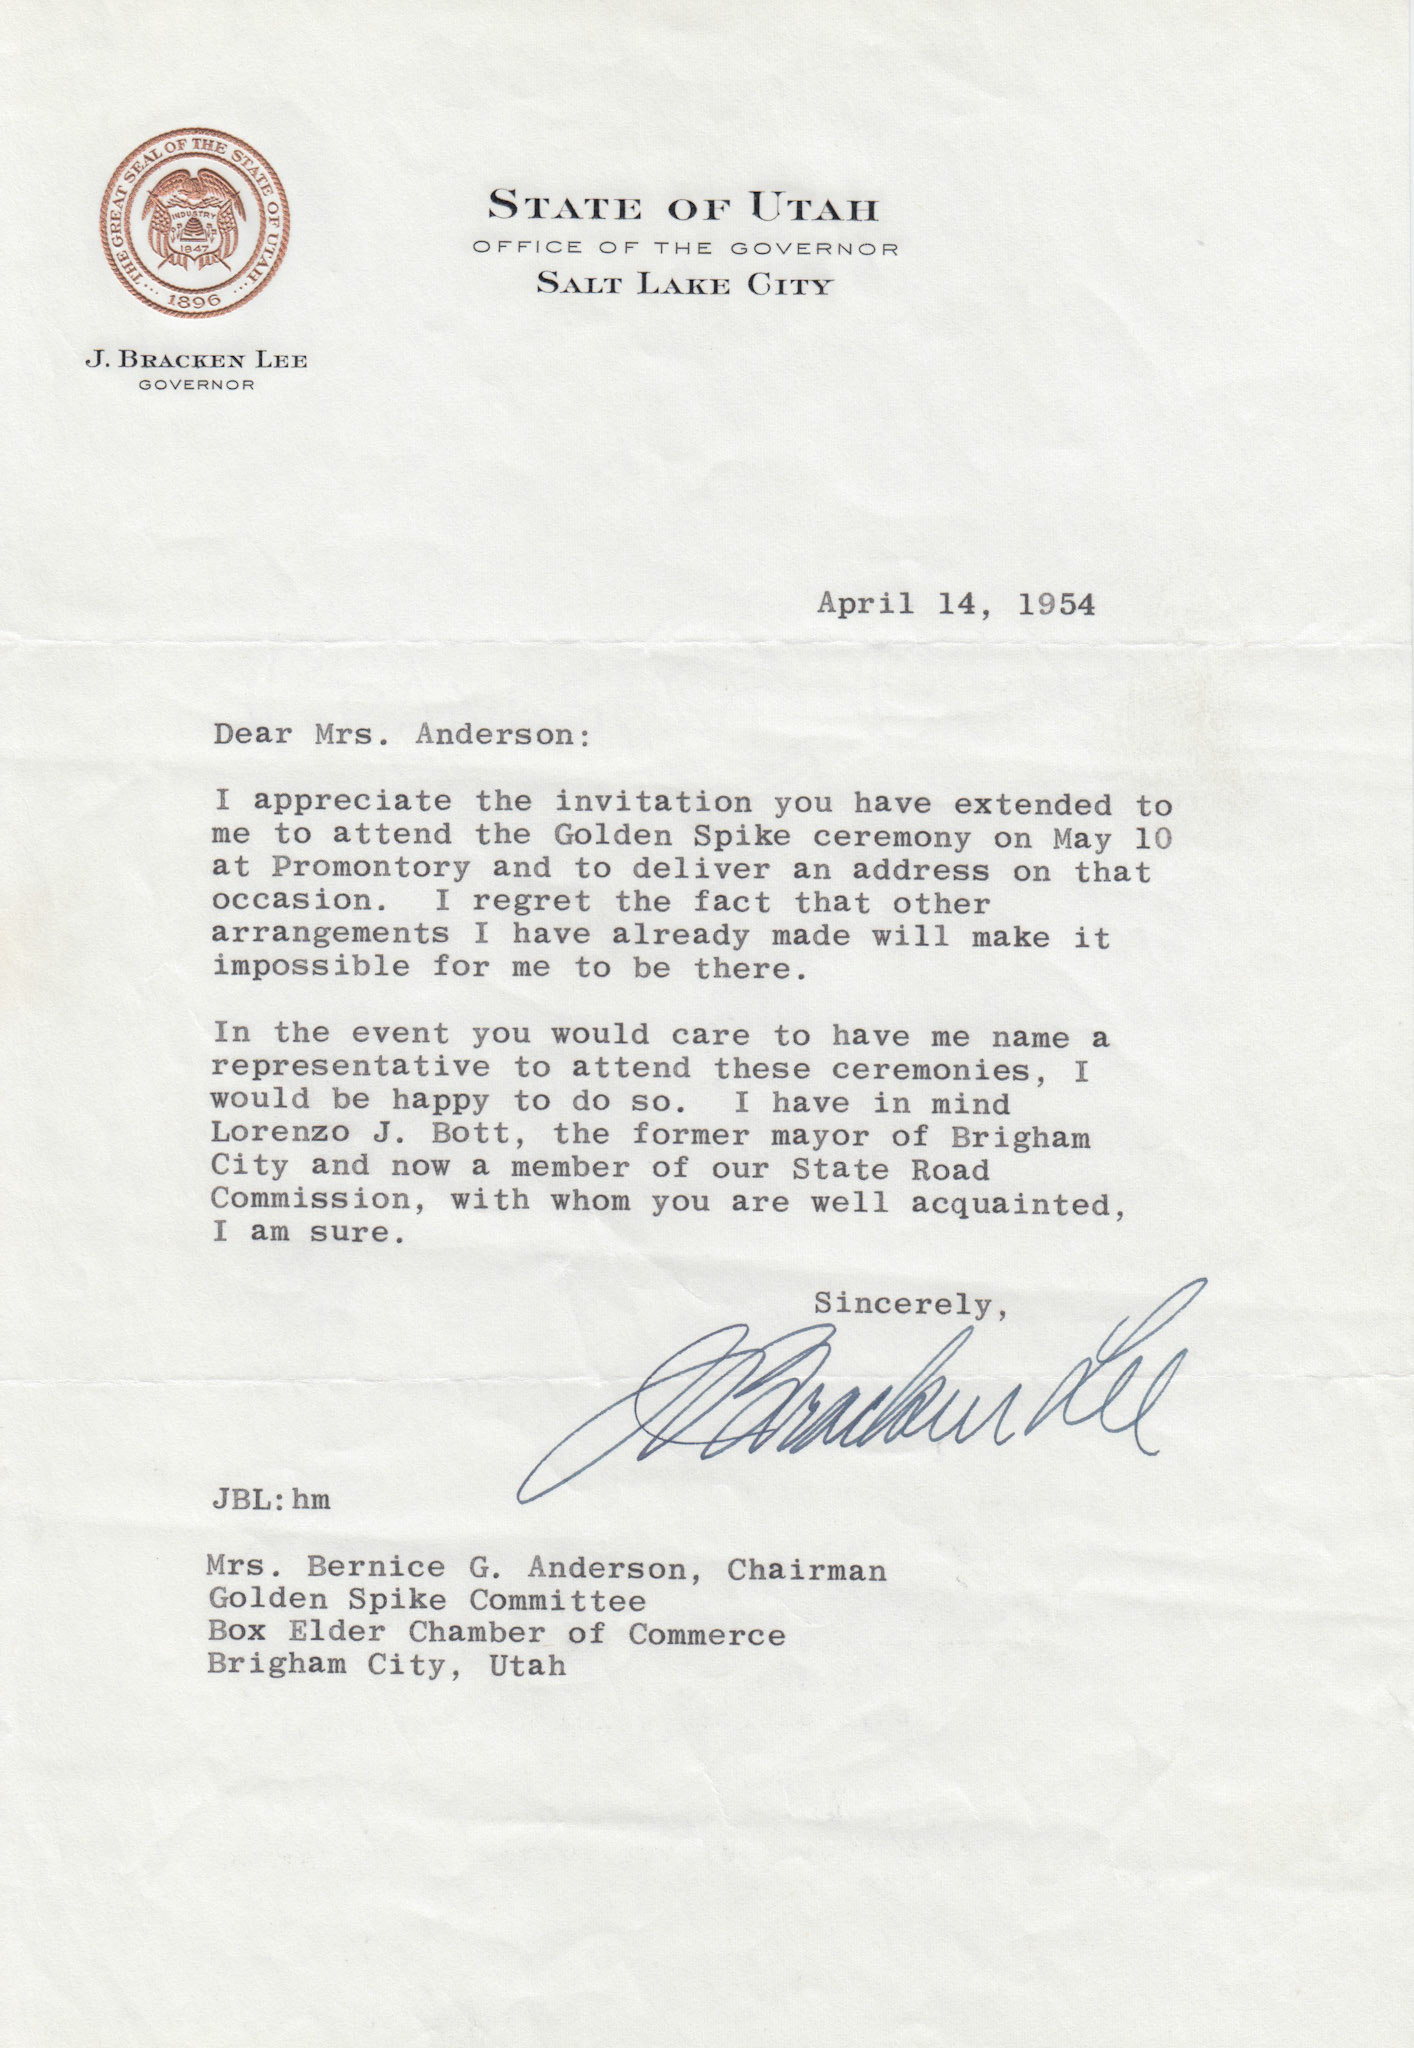 THE GREAT SEAL OF THE STATE OF UTAH
INDUSTRY
1847
1896
J. BRACKEN LEE
GOVERNOR
STATE OF UTAH
OFFICE OF THE GOVERNOR
SALT LAKE CITY
April 14, 1954
Dear Mrs. Anderson:
I appreciate the invitation you have extended to
me to attend the Golden Spike ceremony on May 10
at Promontory and to deliver an address on that
occasion. I regret the fact that other
arrangements I have already made will make it
impossible for me to be there.
In the event you would care to have me name a
representative to attend these ceremonies, I
would be happy to do so. I have in mind
Lorenzo J. Bott, the former mayor of Brigham
City and now a member of our State Road
Commission, with whom you are well acquainted,
I am sure.
Sincerely,
J Bracken Lee
JBL:hm
Mrs. Bernice G. Anderson, Chairman
Golden Spike Committee
Box Elder Chamber of Commerce
Brigham City, Utah